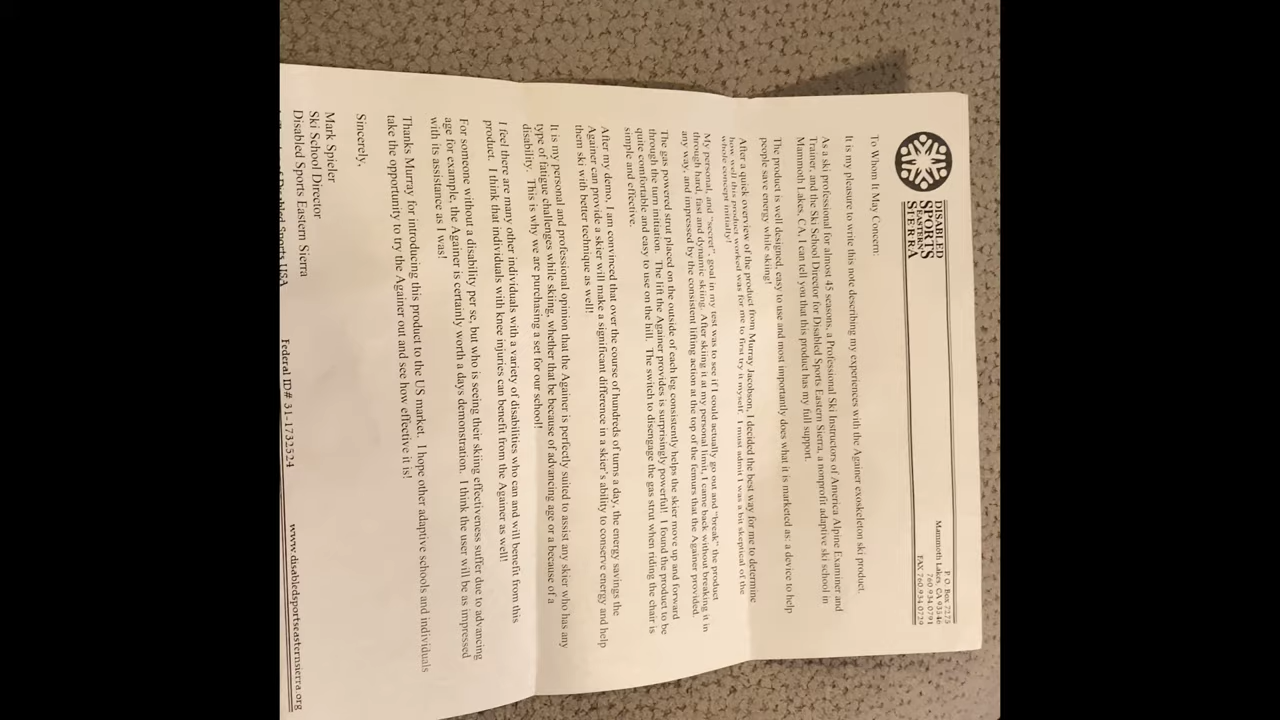 DISABLED
SPORTS
EASTERN
SIERRA
P. O. Box 7275
Mammoth Lakes, CA 93546
760.934.0791
FAX 760.934.0729
To Whom It May Concern:
It is my pleasure to write this note describing my experiences with the Againer exoskeleton ski product.
As a ski professional for almost 45 seasons, a Professional Ski Instructors of America Alpine Examiner and
Trainer, and the Ski School Director for Disabled Sports Eastern Sierra, a nonprofit adaptive ski school in
Mammoth Lakes, CA, I can tell you that this product has my full support.
The product is well designed, easy to use and most importantly does what it is marketed as: a device to help
people save energy while skiing!
After a quick overview of the product from Murray Jacobson, I decided the best way for me to determine
how well this product worked was for me to first try it myself. I must admit I was a bit skeptical of the
whole concept initially!
My personal, and "secret", goal in my test was to see if I could actually go out and "break" the product
through hard, fast and dynamic skiing. After skiing it at my personal limit, I came back without breaking it in
any way, and impressed by the consistent lifting action at the top of the femurs that the Againer provided.
The gas powered strut placed on the outside of each leg consistently helps the skier move up and forward
through the turn initiation. The lift the Againer provides is surprisingly powerful! I found the product to be
quite comfortable and easy to use on the hill. The switch to disengage the gas strut when riding the chair is
simple and effective.
After my demo, I am convinced that over the course of hundreds of turns a day, the energy savings the
Againer can provide a skier will make a significant difference in a skier's ability to conserve energy and help
them ski with better technique as well!
It is my personal and professional opinion that the Againer is perfectly suited to assist any skier who has any
type of fatigue challenges while skiing, whether that be because of advancing age or a because of a
disability. This is why we are purchasing a set for our school!
I feel there are many other individuals with a variety of disabilities who can and will benefit from this
product. I think that individuals with knee injuries can benefit from the Againer as well!
For someone without a disability per se, but who is seeing their skiing effectiveness suffer due to advancing
age for example, the Againer is certainly worth a days demonstration. I think the user will be as impressed
with its assistance as I was!
Thanks Murray for introducing this product to the US market. I hope other adaptive schools and individuals
take the opportunity to try the Againer out and see how effective it is!
Sincerely,
Mark Spieler
Ski School Director
Disabled Sports Eastern Sierra
of Disabled Sports USA
Federal ID# 31-1732524
www.disabledsportseasternsierra.org